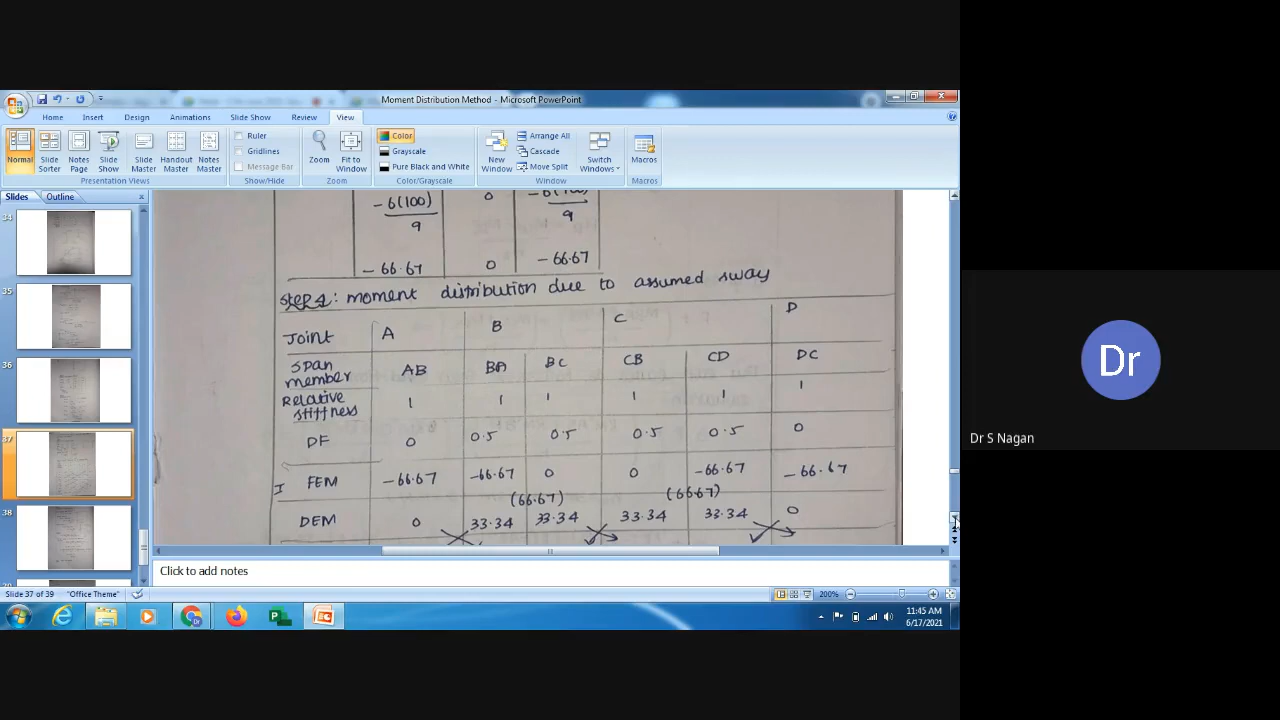 Moment Distribution Method - Microsoft PowerPoint
Home Insert Design Animations Slide Show Review View
Normal Slide Sorter Notes Page Slide Show Slide Master Handout Master Notes Master
Presentation Views
Ruler
Gridlines
Message Bar
Show/Hide
Zoom Fit to Window
Zoom
Color
Grayscale
Pure Black and White
Color/Grayscale
New Window
Arrange All
Cascade
Move Split
Switch Windows
Window
Macros
Macros
Slides Outline
34
35
36
37
38
-6(100) 0
9 9
-66.67 0 -66.67
Step 4: moment distribution due to assumed sway
Joint A B C D
Span member AB BA BC CB CD DC
Relative stiffness 1 1 1 1 1 1
DF 0 0.5 0.5 0.5 0.5 0
I FEM -66.67 -66.67 0 0 -66.67 -66.67
(66.67) (66.67)
DEM 0 33.34 33.34 33.34 33.34 0
Click to add notes
Slide 37 of 39 "Office Theme" 200%
11:45 AM
6/17/2021
Dr
Dr S Nagan